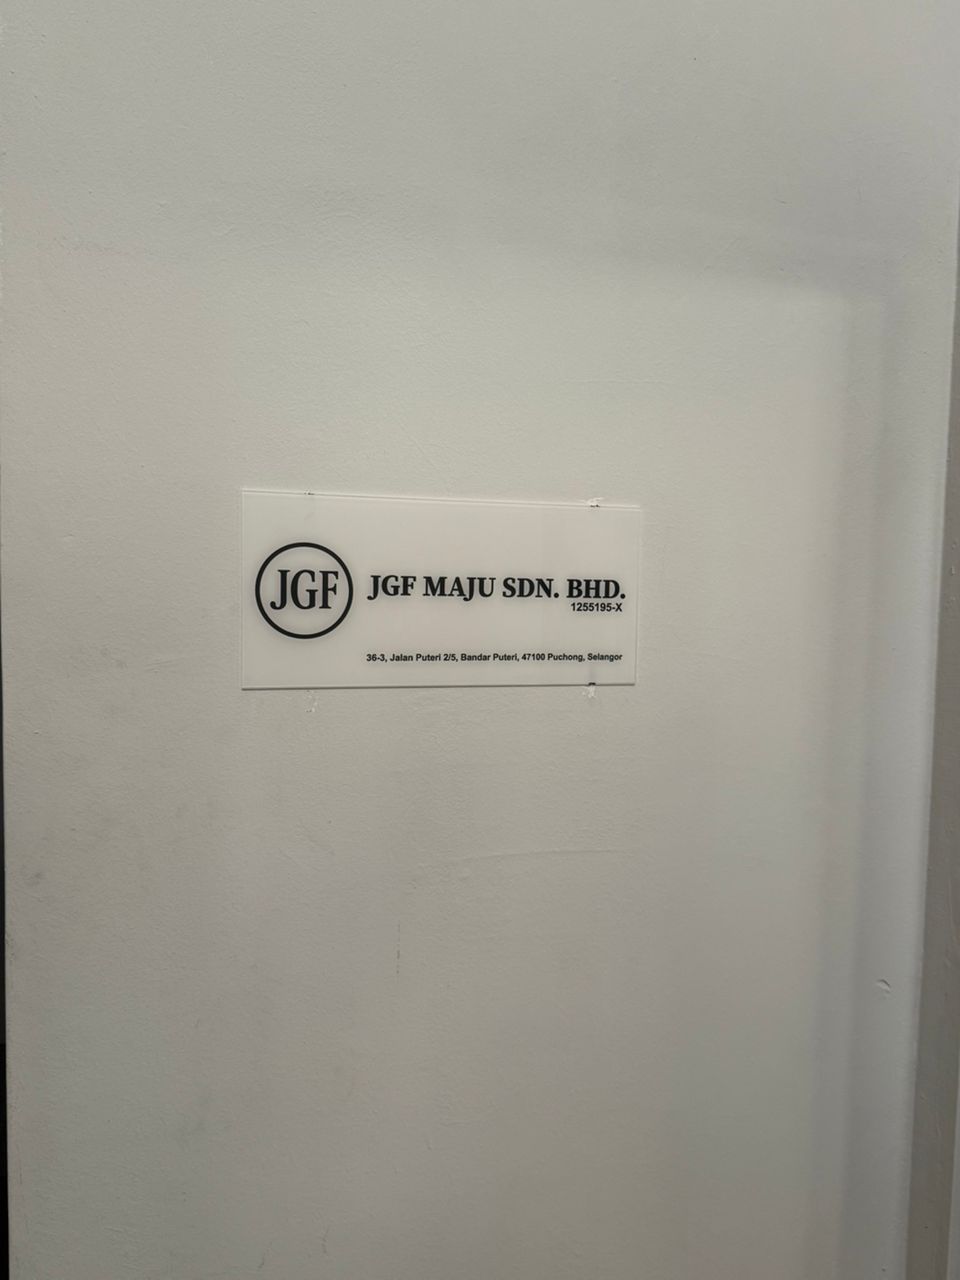 JGF
JGF MAJU SDN. BHD.
1255195-X
36-3, Jalan Puteri 2/5, Bandar Puteri, 47100 Puchong, Selangor